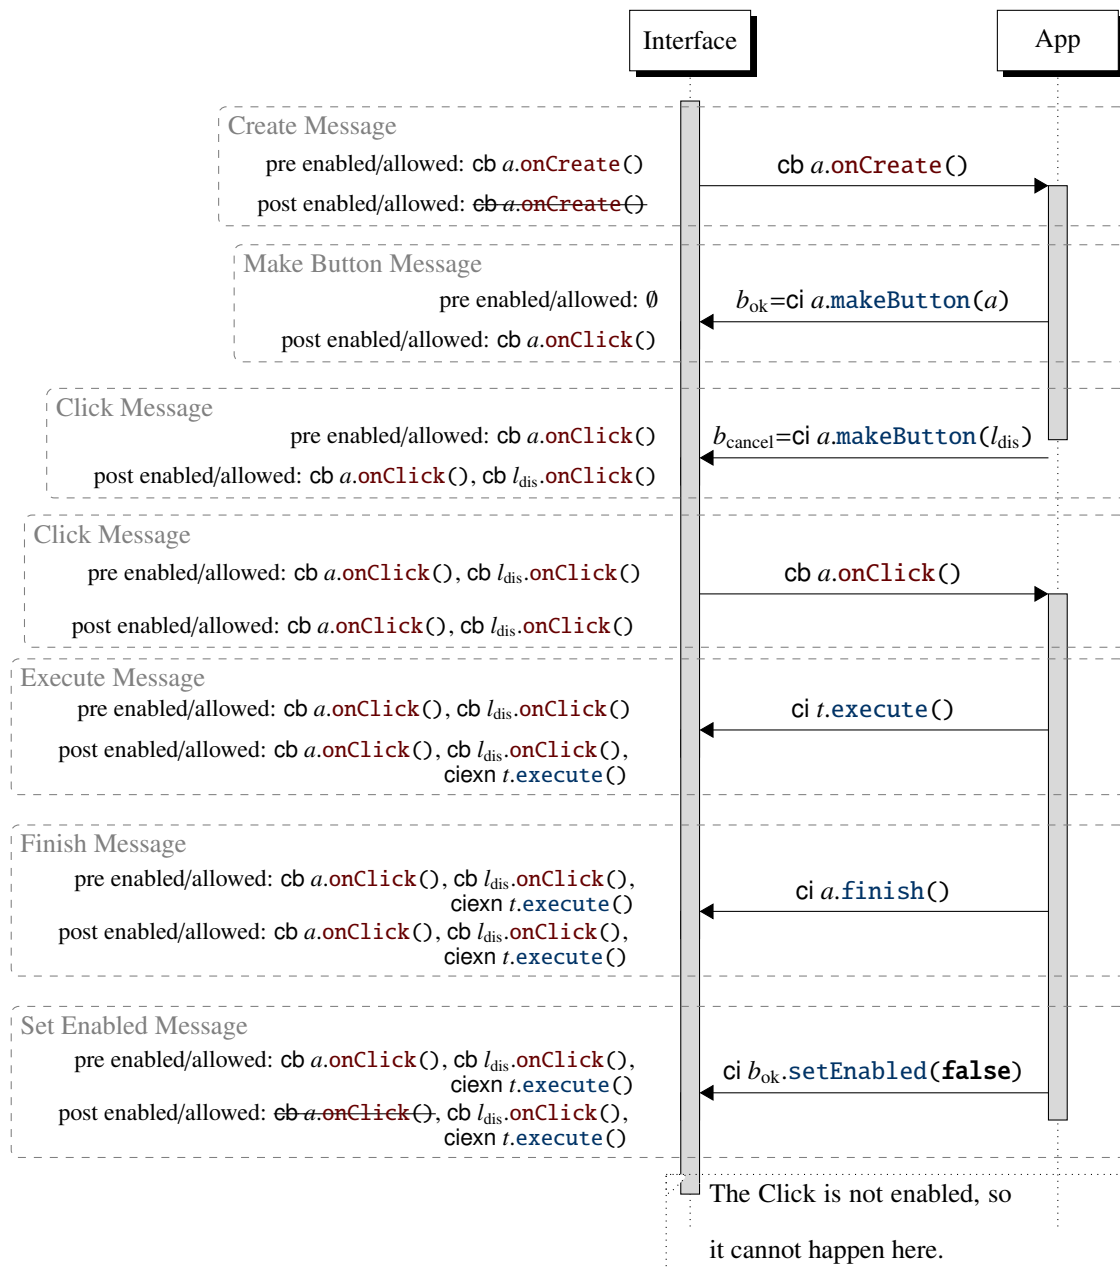 Interface
App
Create Message
pre enabled/allowed: cb a.onCreate()
cb a.onCreate()
post enabled/allowed: cb a.onCreate()
Make Button Message
pre enabled/allowed: ∅
b_ok=ci a.makeButton(a)
post enabled/allowed: cb a.onClick()
Click Message
pre enabled/allowed: cb a.onClick()
b_cancel=ci a.makeButton(l_dis)
post enabled/allowed: cb a.onClick(), cb l_dis.onClick()
Click Message
pre enabled/allowed: cb a.onClick(), cb l_dis.onClick()
cb a.onClick()
post enabled/allowed: cb a.onClick(), cb l_dis.onClick()
Execute Message
pre enabled/allowed: cb a.onClick(), cb l_dis.onClick()
ci t.execute()
post enabled/allowed: cb a.onClick(), cb l_dis.onClick(),
ciexn t.execute()
Finish Message
pre enabled/allowed: cb a.onClick(), cb l_dis.onClick(),
ciexn t.execute()
ci a.finish()
post enabled/allowed: cb a.onClick(), cb l_dis.onClick(),
ciexn t.execute()
Set Enabled Message
pre enabled/allowed: cb a.onClick(), cb l_dis.onClick(),
ciexn t.execute()
ci b_ok.setEnabled(false)
post enabled/allowed: cb a.onClick(), cb l_dis.onClick(),
ciexn t.execute()
The Click is not enabled, so
it cannot happen here.